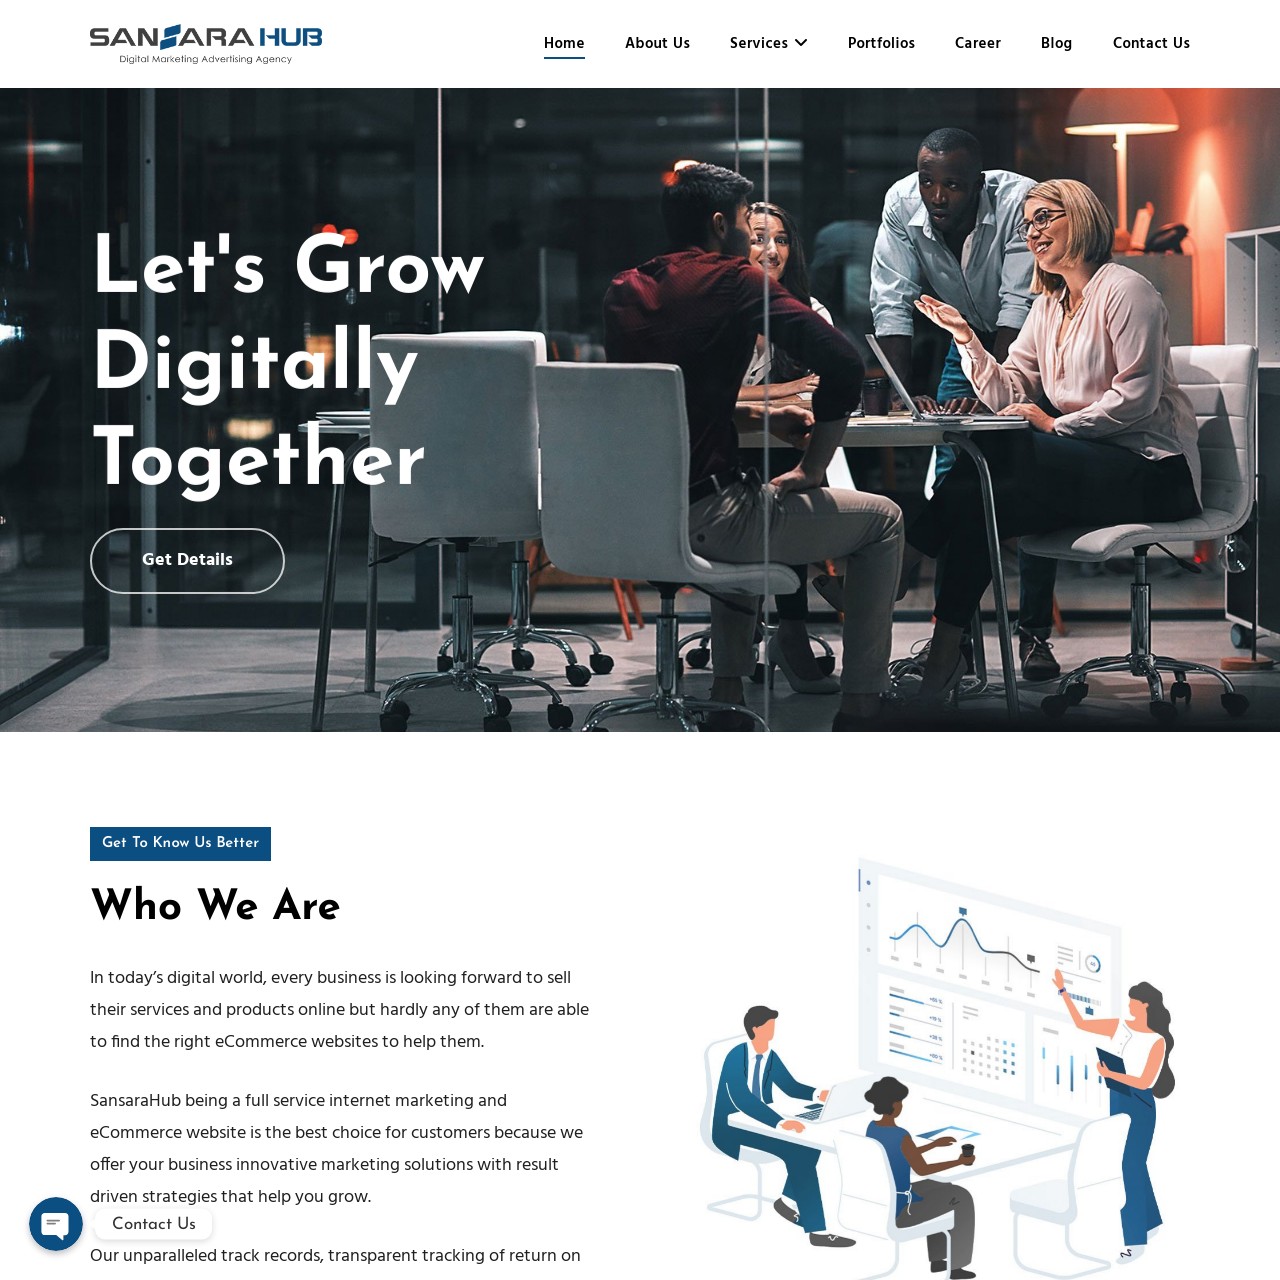 SANSARA HUB
Digital Marketing Advertising Agency
Home
About Us
Services
Portfolios
Career
Blog
Contact Us
Let's Grow
Digitally
Together
Get Details
Get To Know Us Better
Who We Are
In today’s digital world, every business is looking forward to sell
their services and products online but hardly any of them are able
to find the right eCommerce websites to help them.
SansaraHub being a full service internet marketing and
eCommerce website is the best choice for customers because we
offer your business innovative marketing solutions with result
driven strategies that help you grow.
Contact Us
Our unparalleled track records, transparent tracking of return on